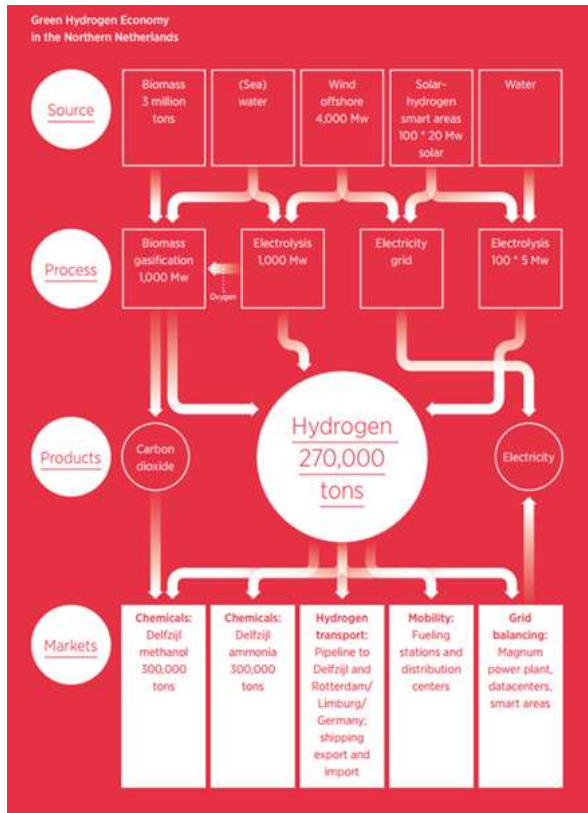 Green Hydrogen Economy
in the Northern Netherlands
Source
Biomass
3 million
tons
(Sea)
water
Wind
offshore
4,000 Mw
Solar-
hydrogen
smart areas
100 * 20 Mw
solar
Water
Process
Biomass
gasification
1,000 Mw
Oxygen
Electrolysis
1,000 Mw
Electricity
grid
Electrolysis
100 * 5 Mw
Products
Carbon
dioxide
Hydrogen
270,000
tons
Electricity
Markets
Chemicals:
Delfzijl
methanol
300,000
tons
Chemicals:
Delfzijl
ammonia
300,000
tons
Hydrogen
transport:
Pipeline to
Delfzijl and
Rotterdam/
Limburg/
Germany;
shipping
export and
import
Mobility:
Fueling
stations and
distribution
centers
Grid
balancing:
Magnum
power plant,
datacenters,
smart areas